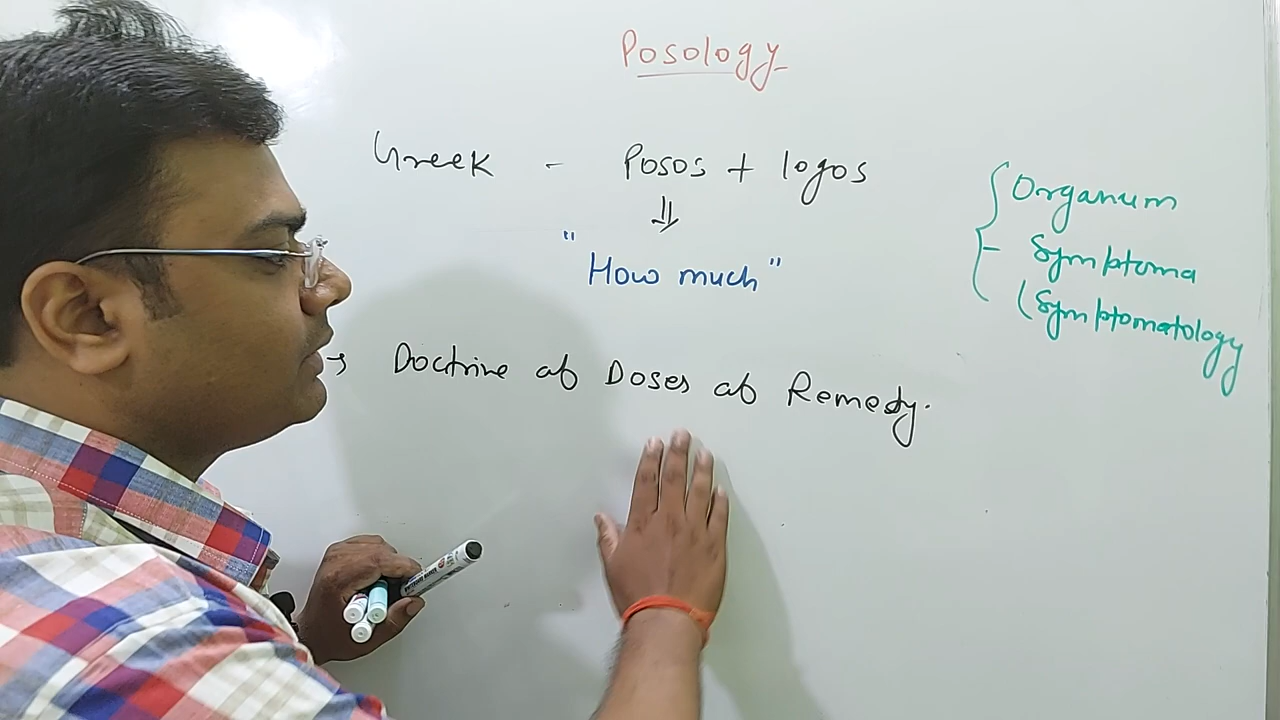 Posology
Greek - Posos + logos
⇓
"How much"
→ Doctrine of Doses of Remedy.
{ Organum
- Symptoma
(Symptomatology